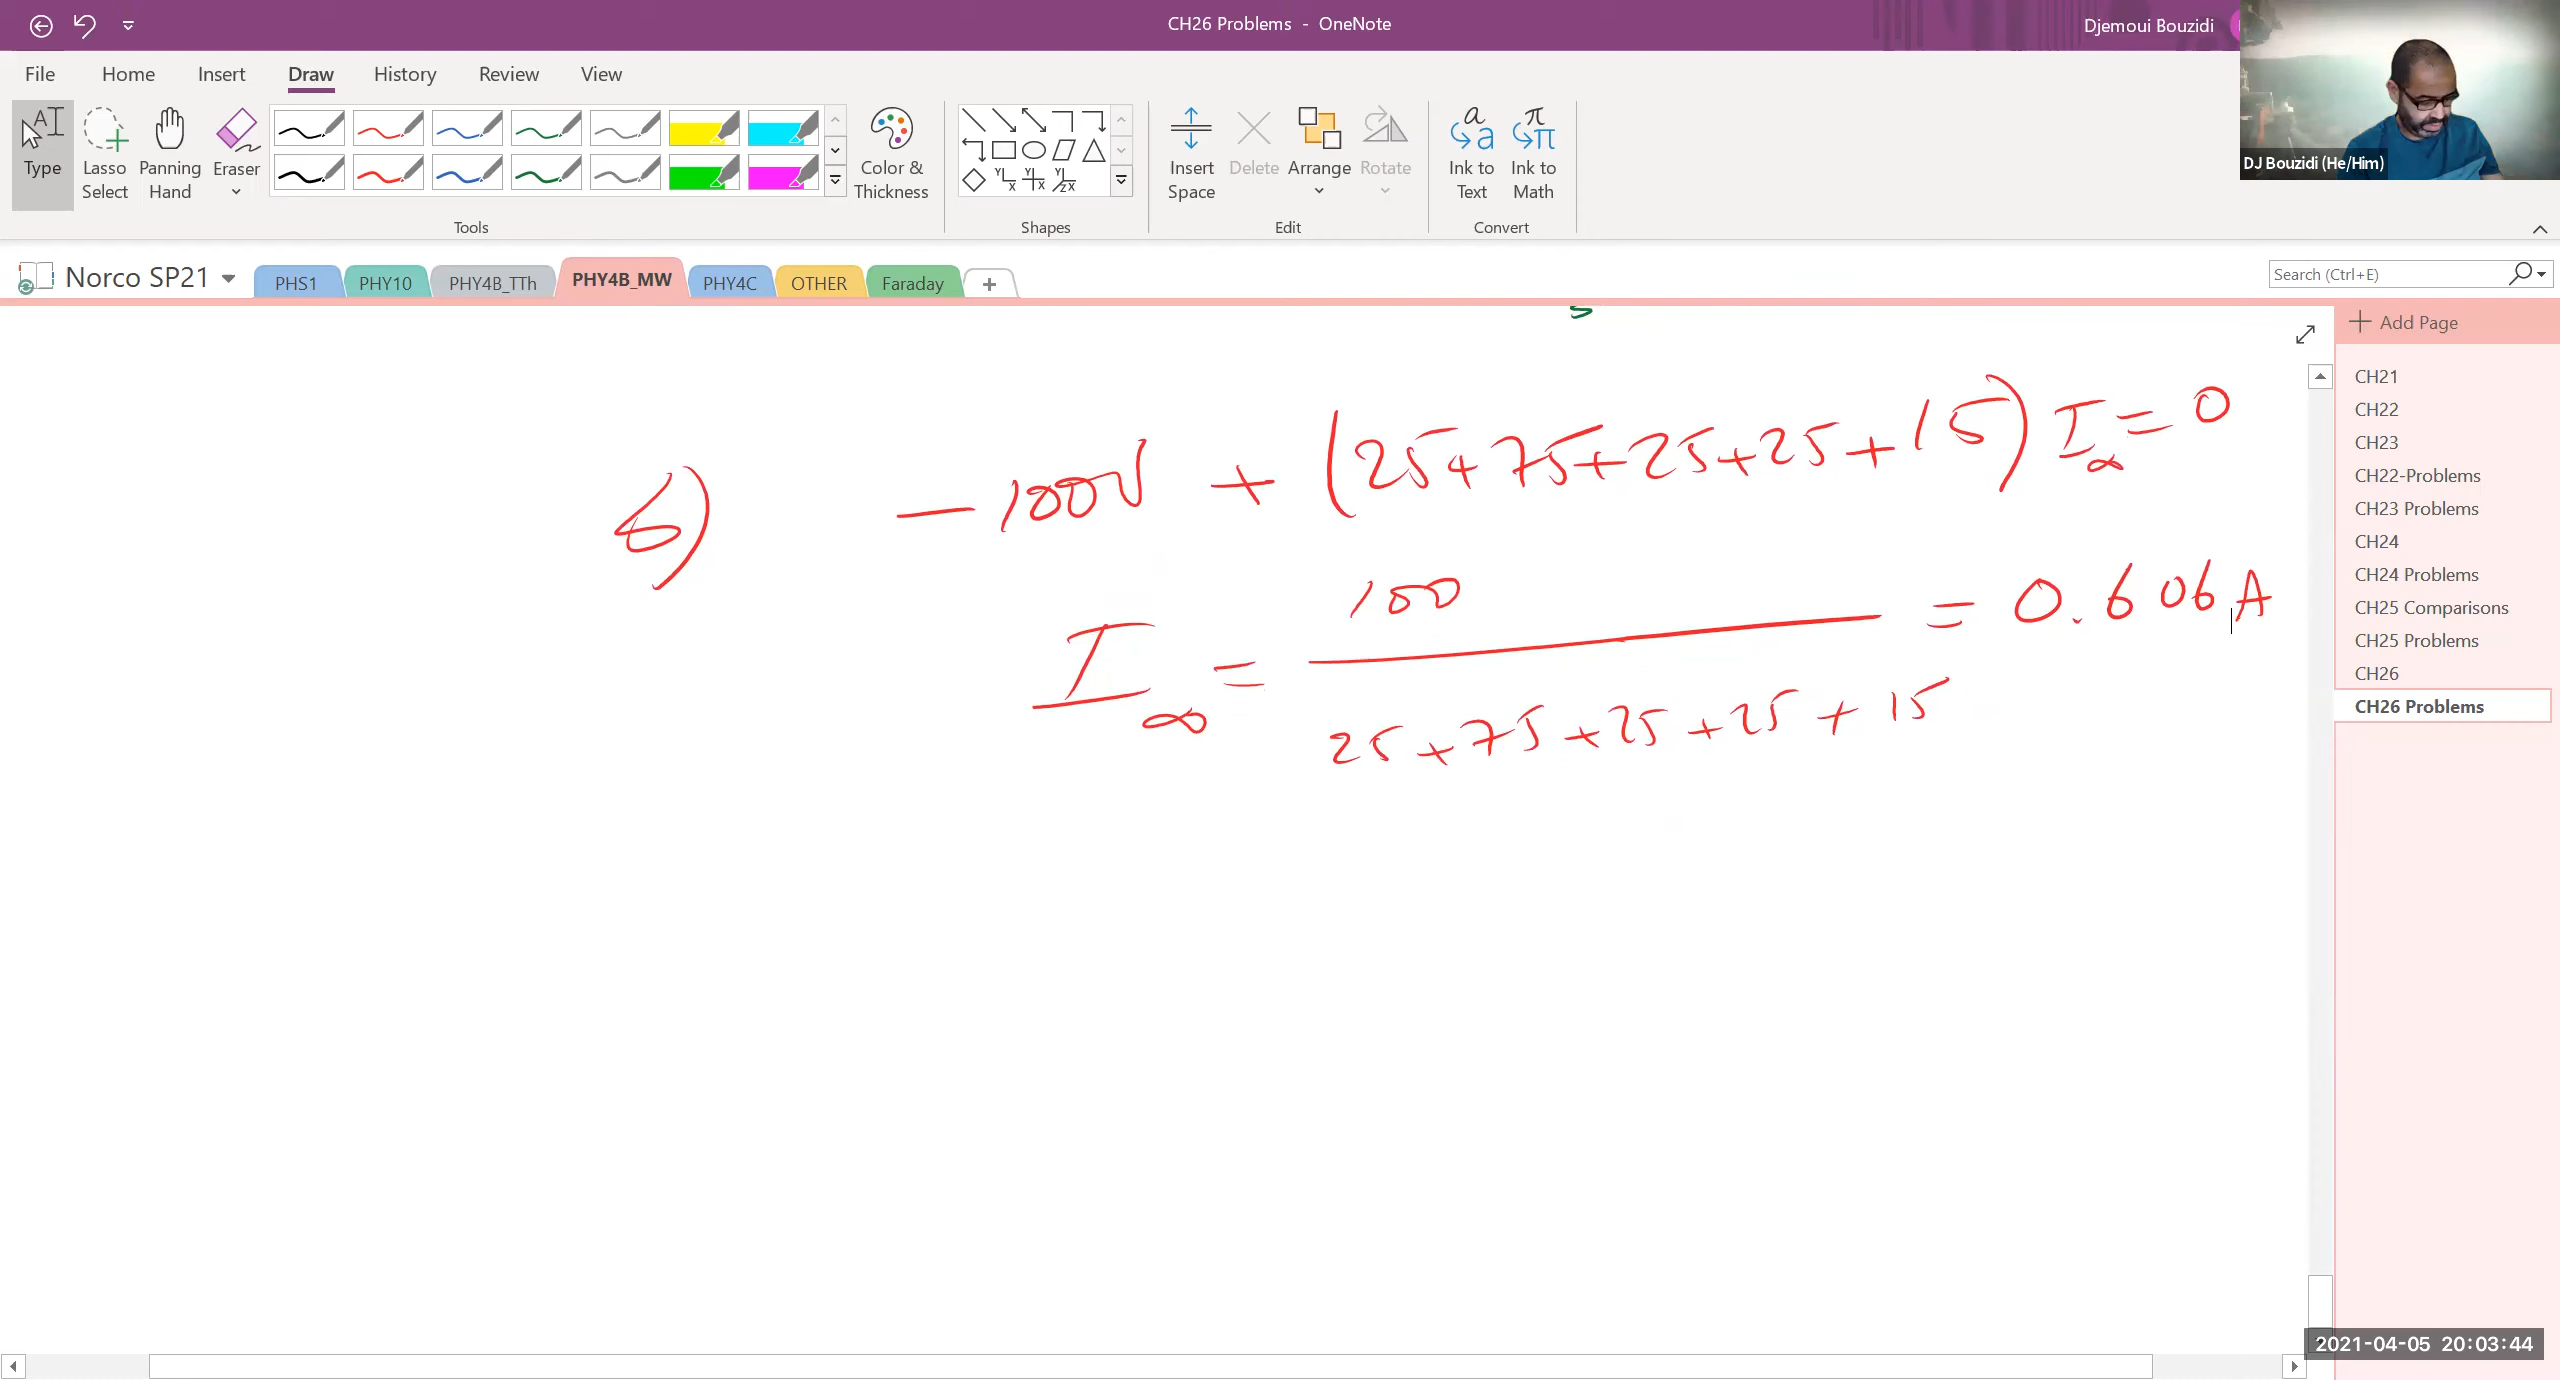 CH26 Problems - OneNote
Djemoui Bouzidi
File Home Insert Draw History Review View
Type
Lasso Select
Panning Hand
Eraser
Color & Thickness
Insert Space
Delete
Arrange
Rotate
Ink to Text
Ink to Math
Tools
Shapes
Edit
Convert
DJ Bouzidi (He/Him)
Norco SP21
PHS1 PHY10 PHY4B_TTh PHY4B_MW PHY4C OTHER Faraday +
Search (Ctrl+E)
Add Page
CH21
CH22
CH23
CH22-Problems
CH23 Problems
CH24
CH24 Problems
CH25 Comparisons
CH25 Problems
CH26
CH26 Problems
b) - 100V + (25+75+25+25+15) I∞ = 0
I∞ = 100 / 25+75+25+25+15 = 0.606 A
2021-04-05 20:03:44